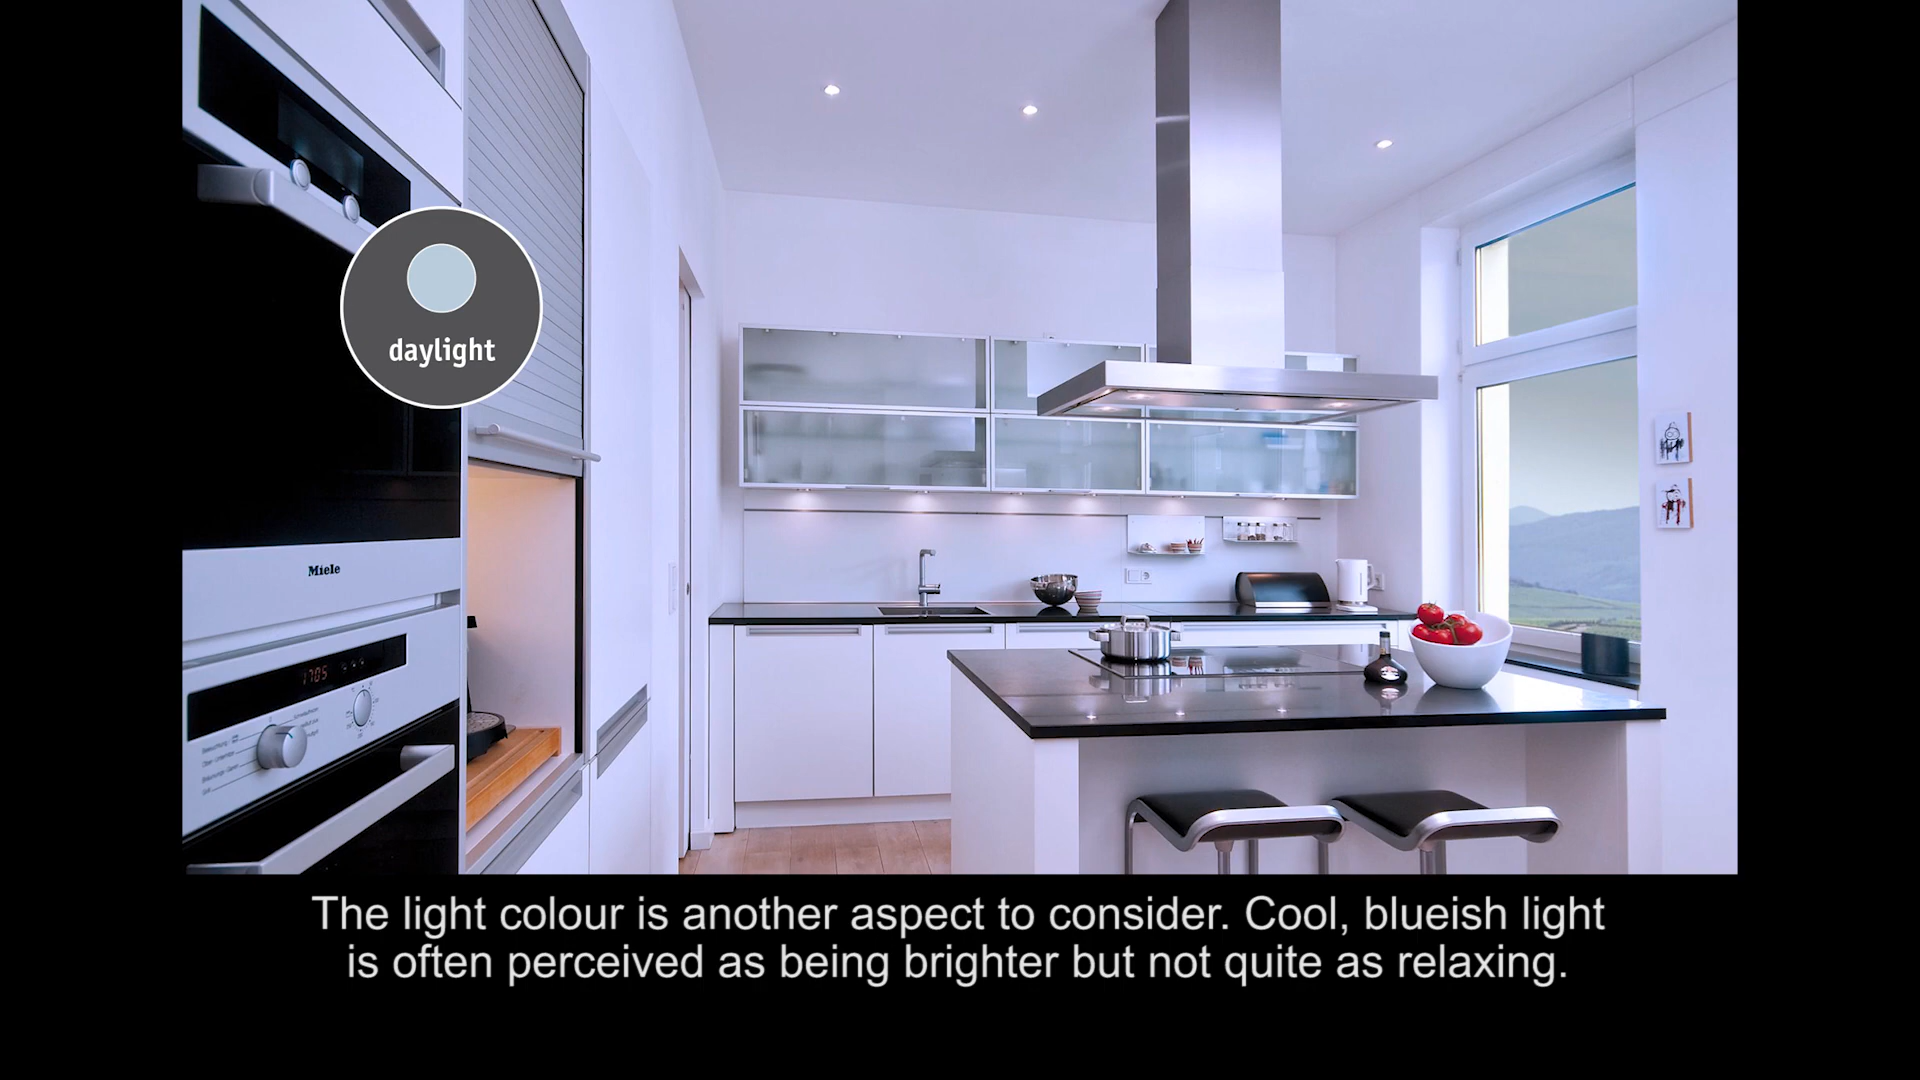 daylight
Miele
1705
The light colour is another aspect to consider. Cool, blueish light
is often perceived as being brighter but not quite as relaxing.